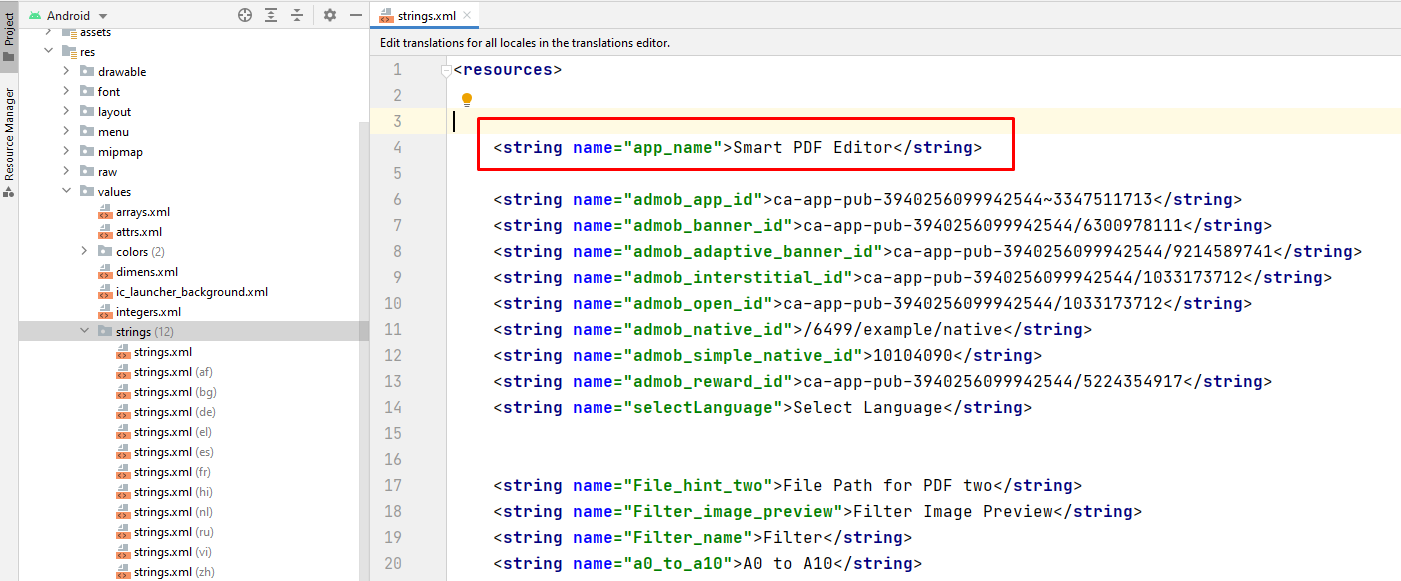 Project
Resource Manager
Android
assets
res
drawable
font
layout
menu
mipmap
raw
values
arrays.xml
attrs.xml
colors (2)
dimens.xml
ic_launcher_background.xml
integers.xml
strings (12)
strings.xml
strings.xml (af)
strings.xml (bg)
strings.xml (de)
strings.xml (el)
strings.xml (es)
strings.xml (fr)
strings.xml (hi)
strings.xml (nl)
strings.xml (ru)
strings.xml (vi)
strings.xml (zh)
strings.xml
Edit translations for all locales in the translations editor.
1 <resources>
2
3
4 <string name="app_name">Smart PDF Editor</string>
5
6 <string name="admob_app_id">ca-app-pub-3940256099942544~3347511713</string>
7 <string name="admob_banner_id">ca-app-pub-3940256099942544/6300978111</string>
8 <string name="admob_adaptive_banner_id">ca-app-pub-3940256099942544/9214589741</string>
9 <string name="admob_interstitial_id">ca-app-pub-3940256099942544/1033173712</string>
10 <string name="admob_open_id">ca-app-pub-3940256099942544/1033173712</string>
11 <string name="admob_native_id">/6499/example/native</string>
12 <string name="admob_simple_native_id">10104090</string>
13 <string name="admob_reward_id">ca-app-pub-3940256099942544/5224354917</string>
14 <string name="selectLanguage">Select Language</string>
15
16
17 <string name="File_hint_two">File Path for PDF two</string>
18 <string name="Filter_image_preview">Filter Image Preview</string>
19 <string name="Filter_name">Filter</string>
20 <string name="a0_to_a10">A0 to A10</string>